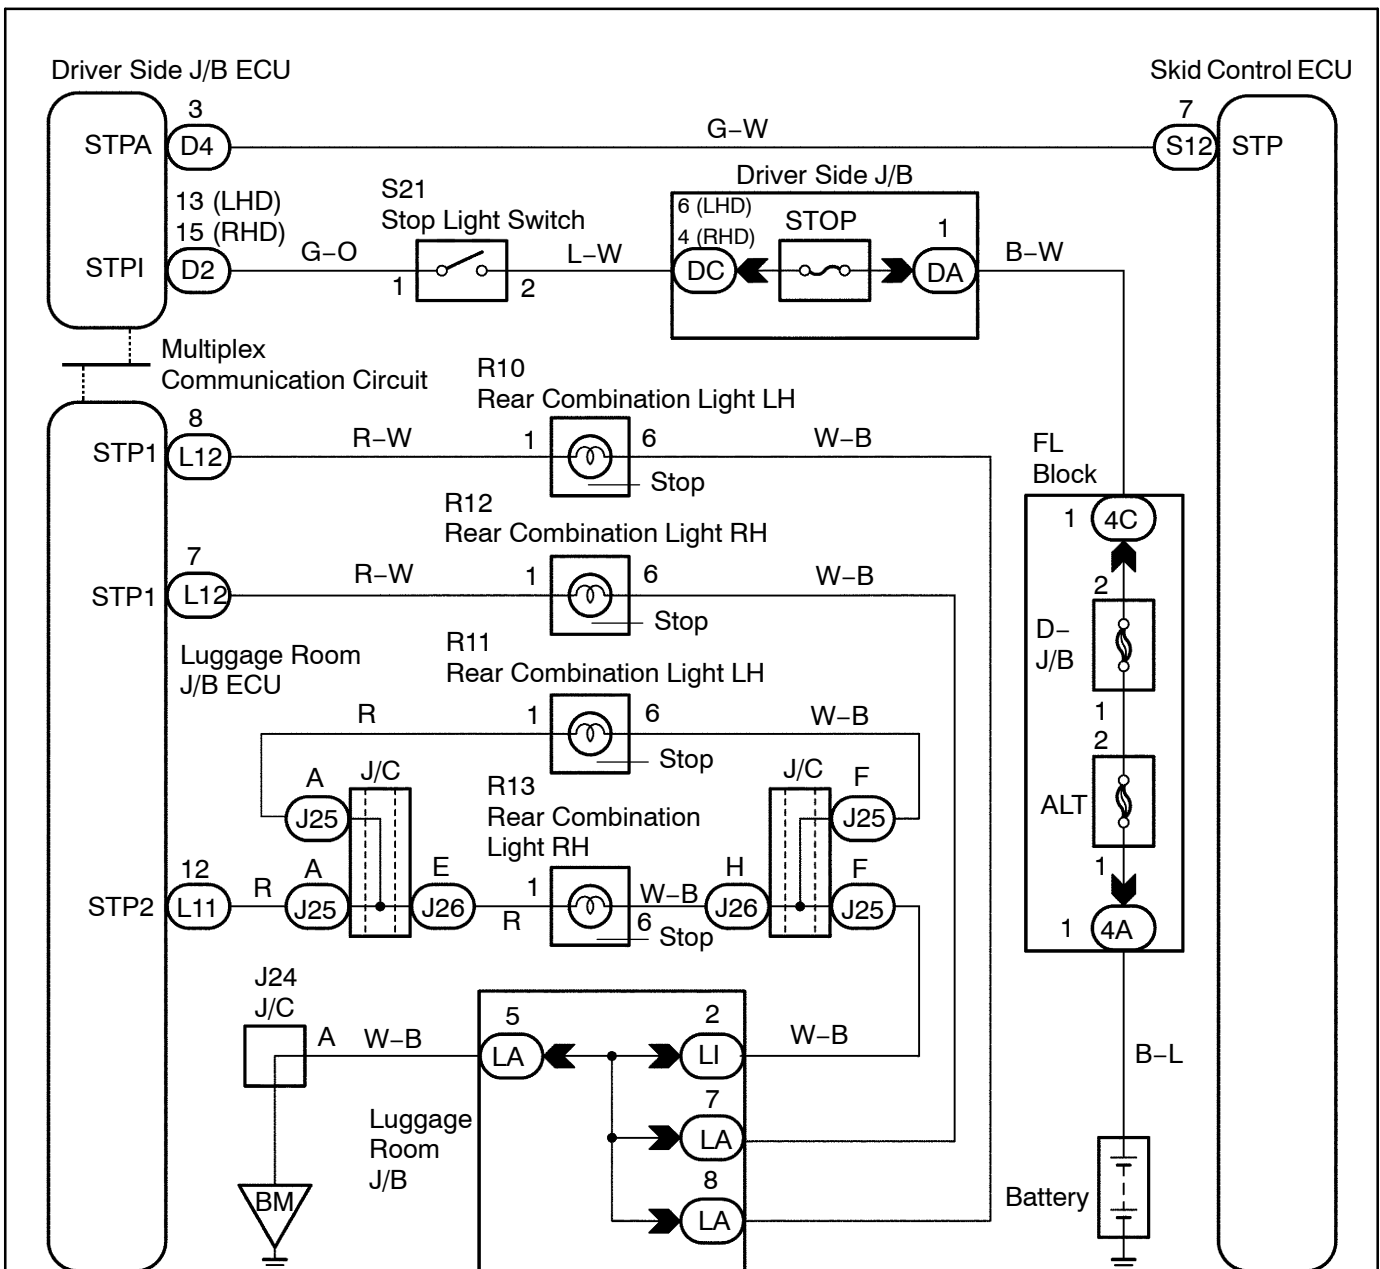 Driver Side J/B ECU
Skid Control ECU
3
7
STPA
D4
G−W
S12
STP
Driver Side J/B
13 (LHD)
15 (RHD)
S21
Stop Light Switch
6 (LHD)
4 (RHD)
STOP
1
STPI
D2
G−O
1
2
L−W
DC
DA
B−W
Multiplex
Communication Circuit
R10
Rear Combination Light LH
8
STP1
L12
R−W
1
6
W−B
Stop
FL
Block
1
4C
R12
Rear Combination Light RH
7
STP1
L12
R−W
1
6
W−B
Stop
2
D−
J/B
1
Luggage Room
J/B ECU
R11
Rear Combination Light LH
R
1
6
W−B
Stop
2
ALT
1
A
J/C
J25
R13
Rear Combination
Light RH
J/C
F
J25
12
STP2
L11
R
A
J25
E
J26
R
1
6
W−B
Stop
H
J26
F
J25
1
4A
J24
J/C
A
W−B
5
LA
2
LI
W−B
B−L
7
LA
Luggage
Room
J/B
8
LA
BM
Battery